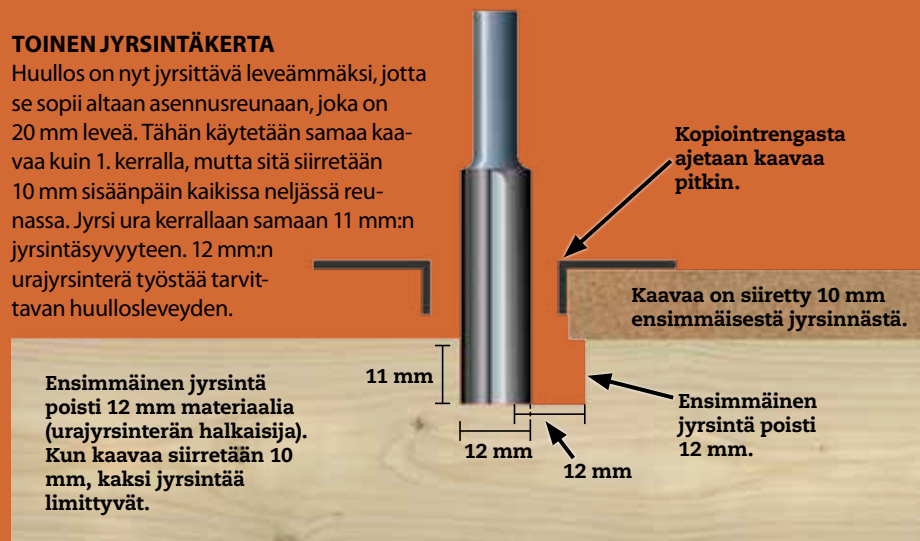 TOINEN JYRSINTÄKERTA
Huullos on nyt jyrsittävä leveämmäksi, jotta
se sopii altaan asennusreunaan, joka on
20 mm leveä. Tähän käytetään samaa kaa-
vaa kuin 1. kerralla, mutta sitä siirretään
10 mm sisäänpäin kaikissa neljässä reu-
nassa. Jyrsi ura kerrallaan samaan 11 mm:n
jyrsintäsyvyyteen. 12 mm:n
urajyrsinterä työstää tarvit-
tavan huullosleveyden.
Kopiointrengasta
ajetaan kaavaa
pitkin.
Kaavaa on siiretty 10 mm
ensimmäisestä jyrsinnästä.
Ensimmäinen jyrsintä
poisti 12 mm materiaalia
(urajyrsinterän halkaisija).
Kun kaavaa siirretään 10
mm, kaksi jyrsintää
limittyvät.
11 mm
12 mm
12 mm
Ensimmäinen
jyrsintä poisti
12 mm.